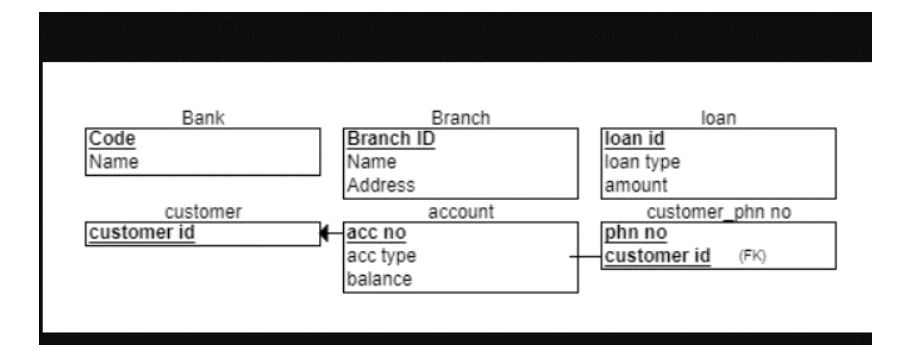 Bank
Code
Name
Branch
Branch ID
Name
Address
loan
loan id
loan type
amount
customer
customer id
account
acc no
acc type
balance
customer_phn no
phn no
customer id (FK)